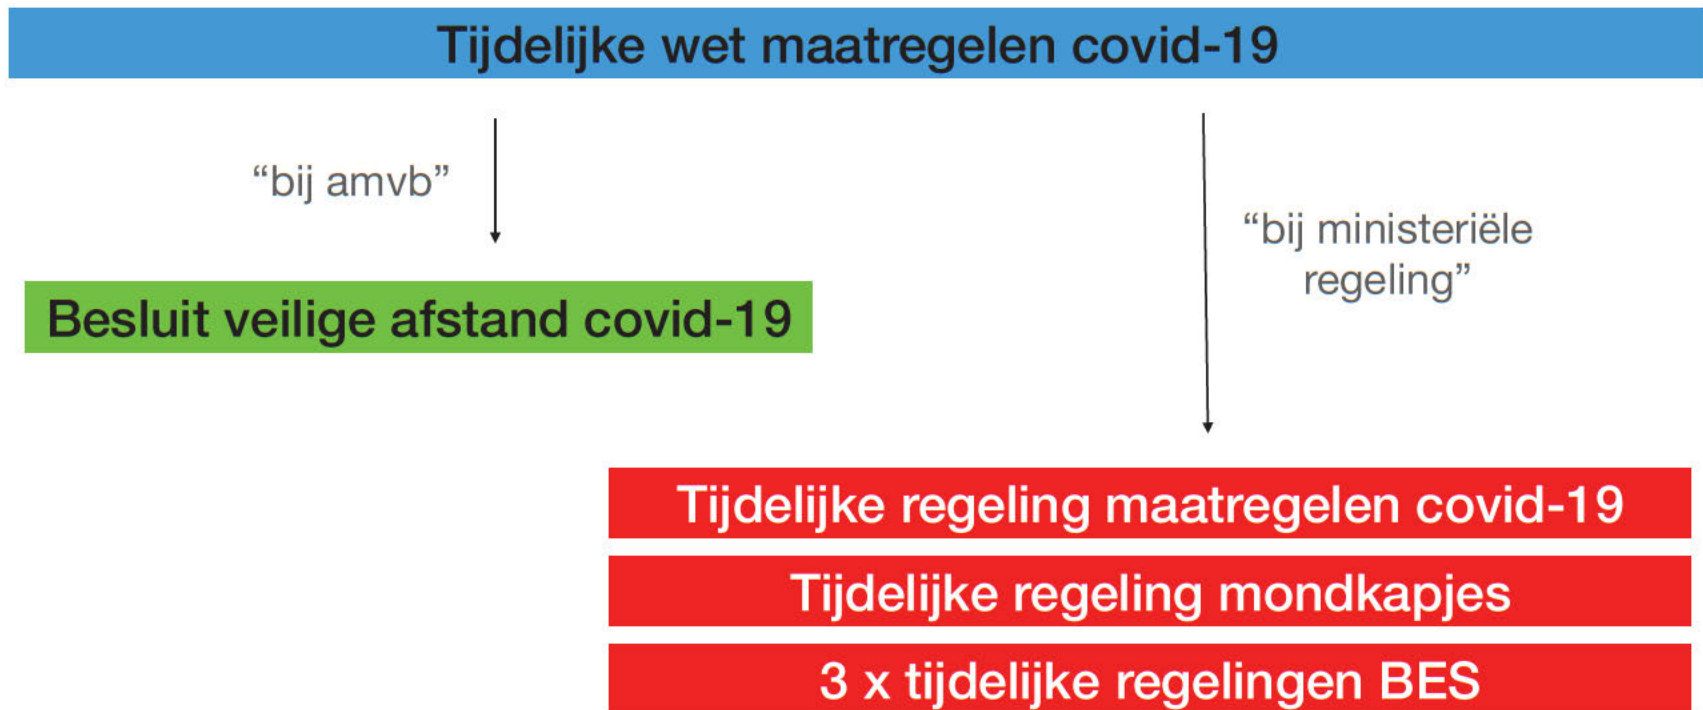 Tijdelijke wet maatregelen covid-19
“bij amvb”
“bij ministeriële
regeling”
Besluit veilige afstand covid-19
Tijdelijke regeling maatregelen covid-19
Tijdelijke regeling mondkapjes
3 x tijdelijke regelingen BES